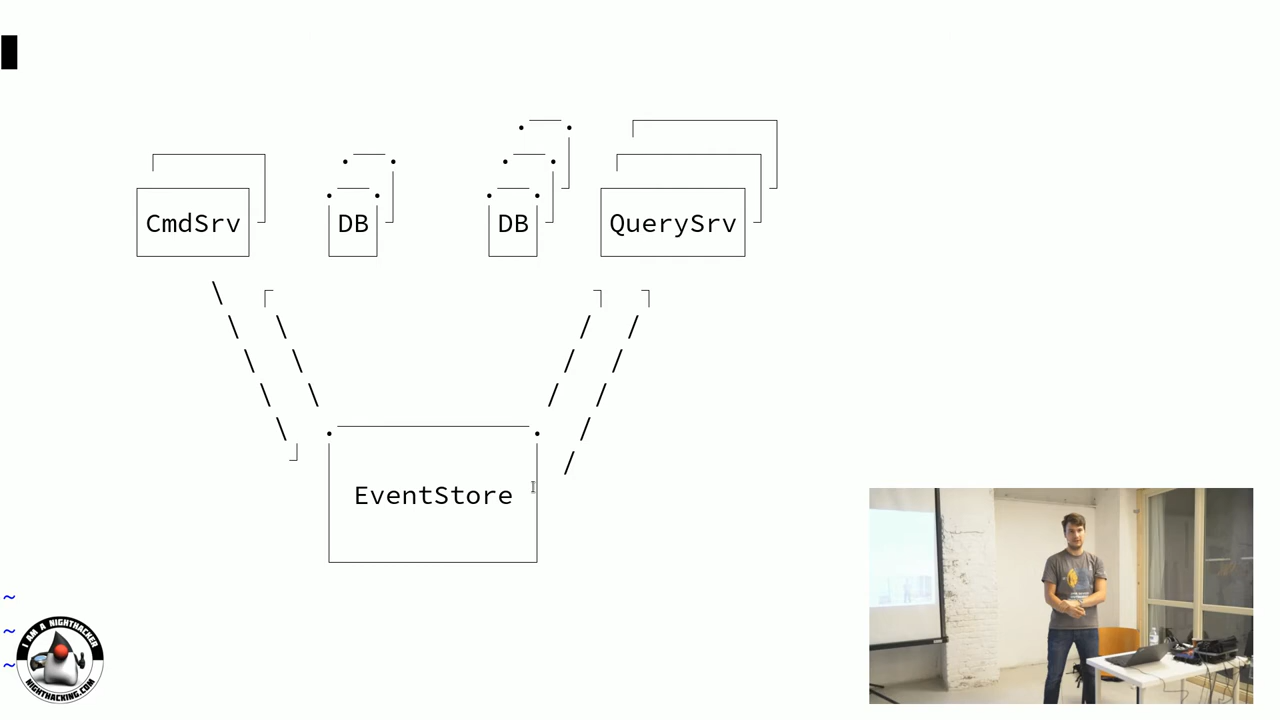 CmdSrv DB DB QuerySrv
EventStore
~
~
~
I AM A NIGHTHACKER
NIGHTHACKING.COM